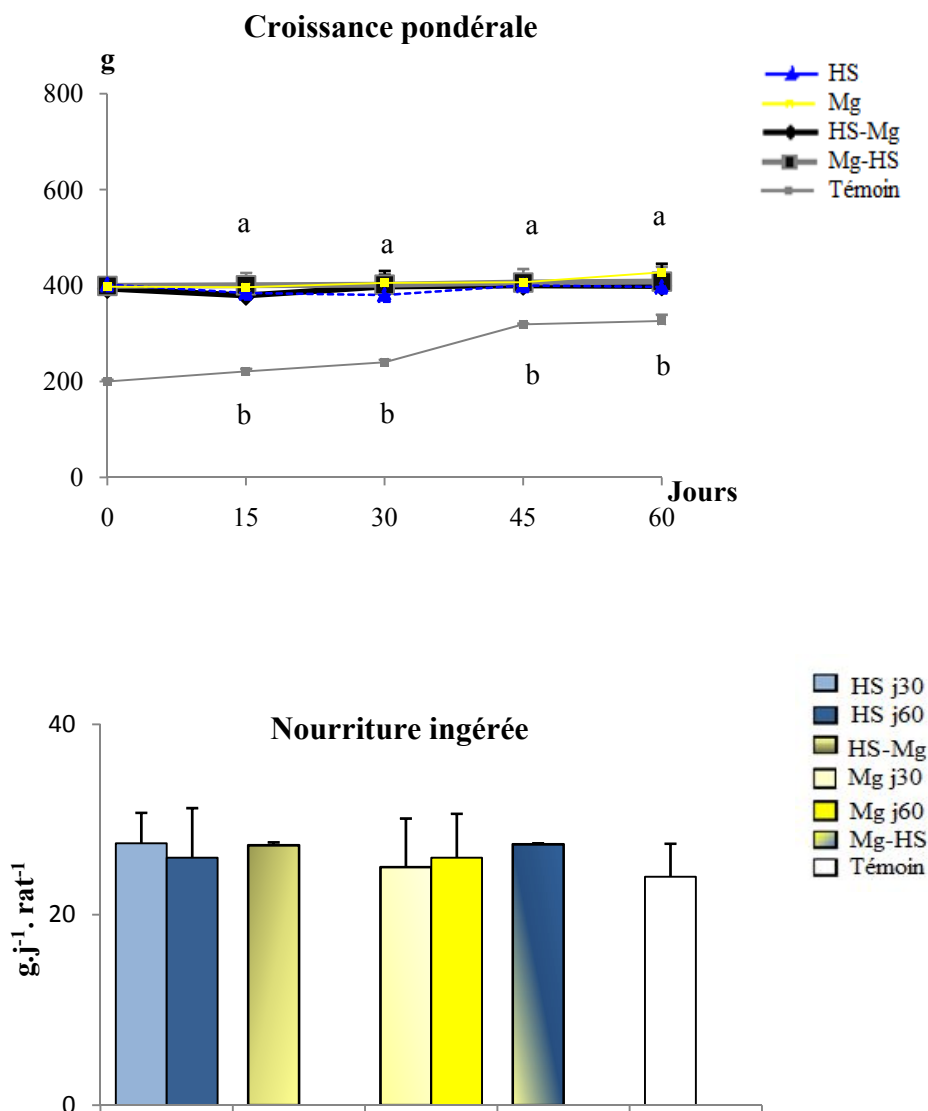 Croissance pondérale
g
800
600
400
200
0
a a a a
b b b b
0 15 30 45 60
Jours
HS
Mg
HS-Mg
Mg-HS
Témoin
Nourriture ingérée
g.j⁻¹. rat⁻¹
40
20
0
HS j30
HS j60
HS-Mg
Mg j30
Mg j60
Mg-HS
Témoin